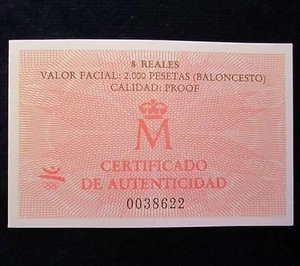 8 REALES
VALOR FACIAL: 2.000 PESETAS (BALONCESTO)
CALIDAD: PROOF
M
CERTIFICADO
DE AUTENTICIDAD
0038622